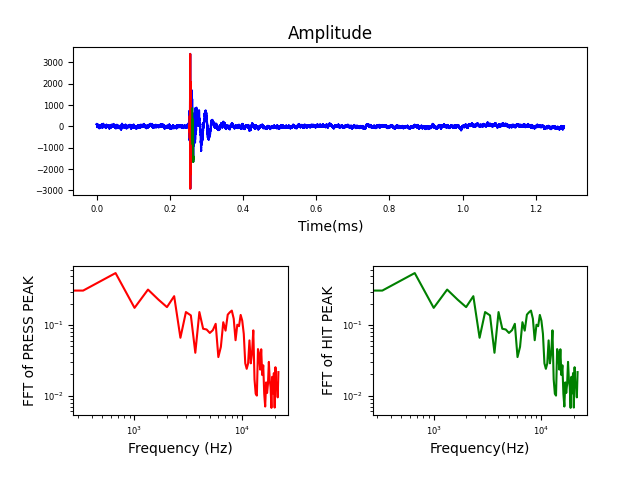 Amplitude
3000
2000
1000
0
−1000
−2000
−3000
0.0 0.2 0.4 0.6 0.8 1.0 1.2
Time(ms)
FFT of PRESS PEAK
10⁻¹
10⁻²
10³ 10⁴
Frequency (Hz)
FFT of HIT PEAK
10⁻¹
10⁻²
10³ 10⁴
Frequency(Hz)